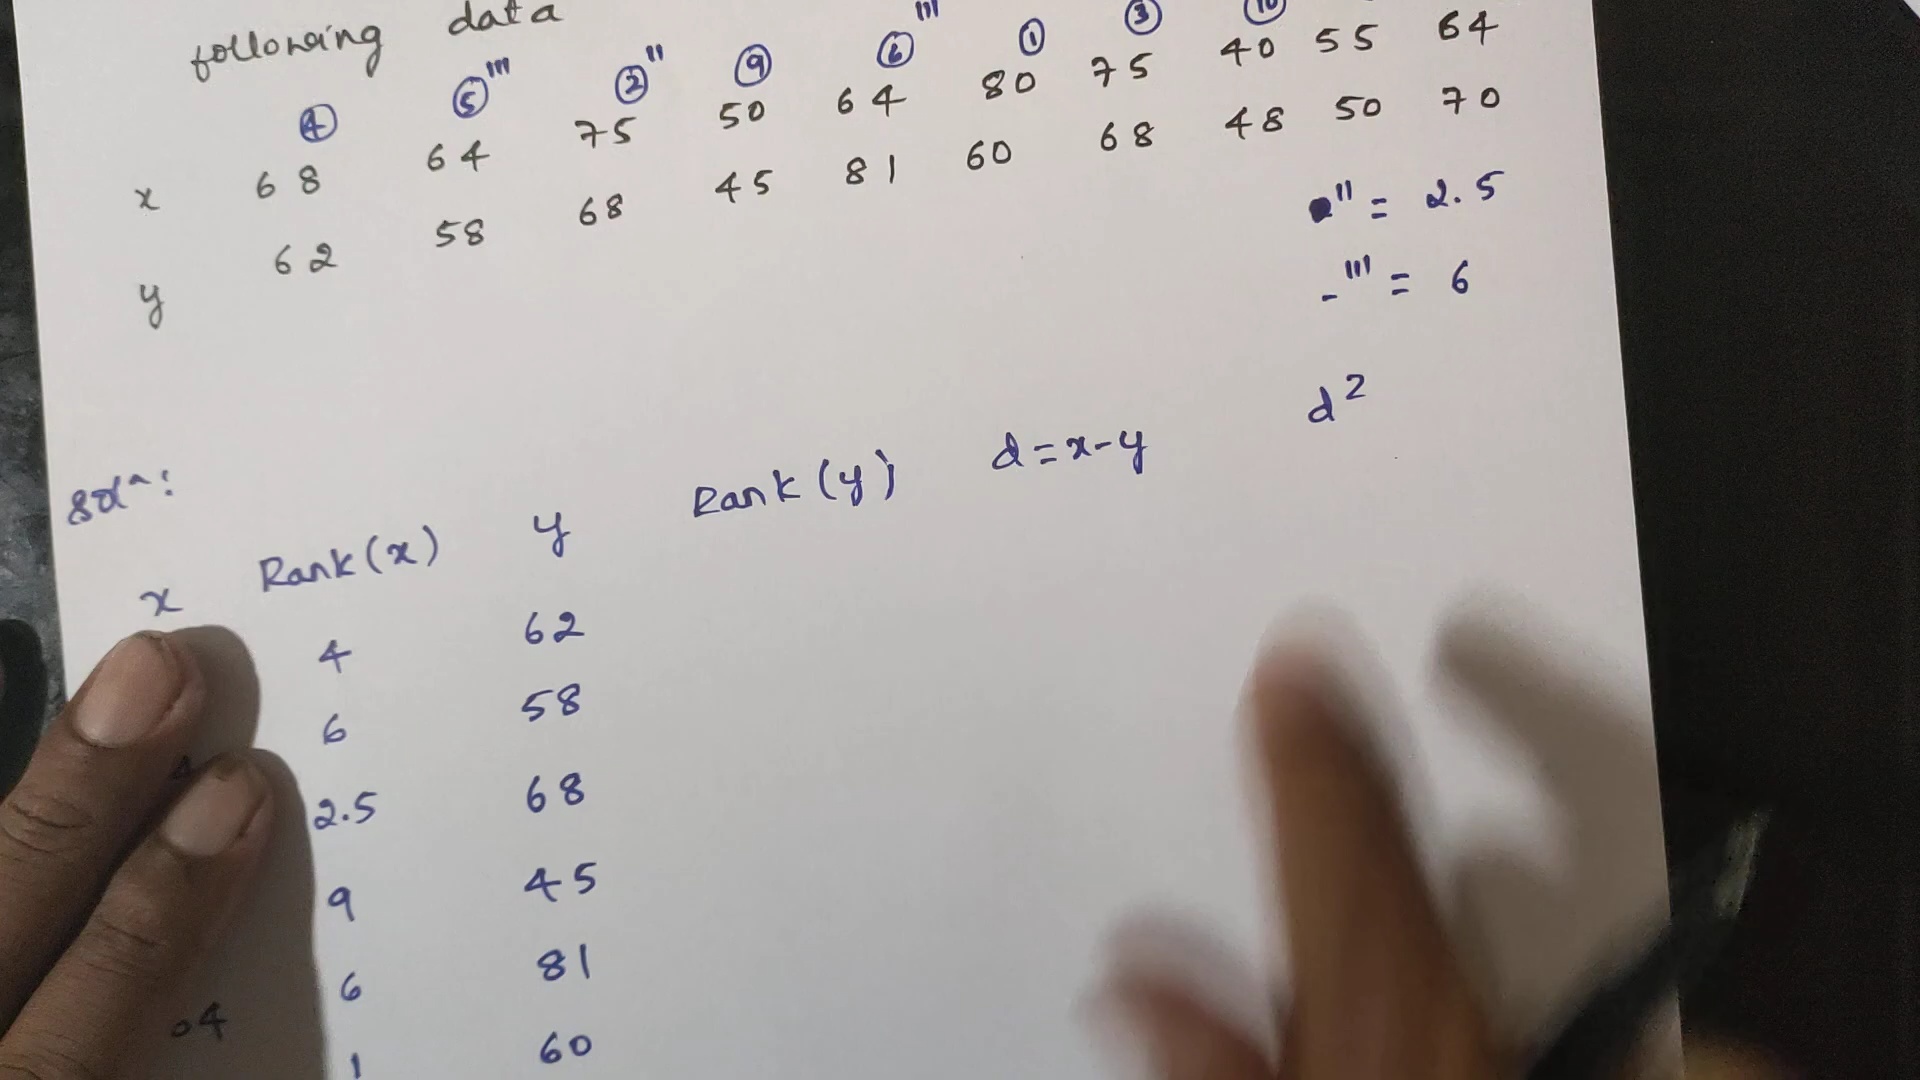 following data
④ ⑤''' ②'' ⑨ ⑥''' ① ③ ⑩
x 68 64 75 50 64 80 75 40 55 64
y 62 58 68 45 81 60 68 48 50 70
'' = 2.5
-''' = 6
Soln:
x Rank(x) y Rank(y) d=x-y d²
4 62
6 58
2.5 68
9 45
6 81
1 60